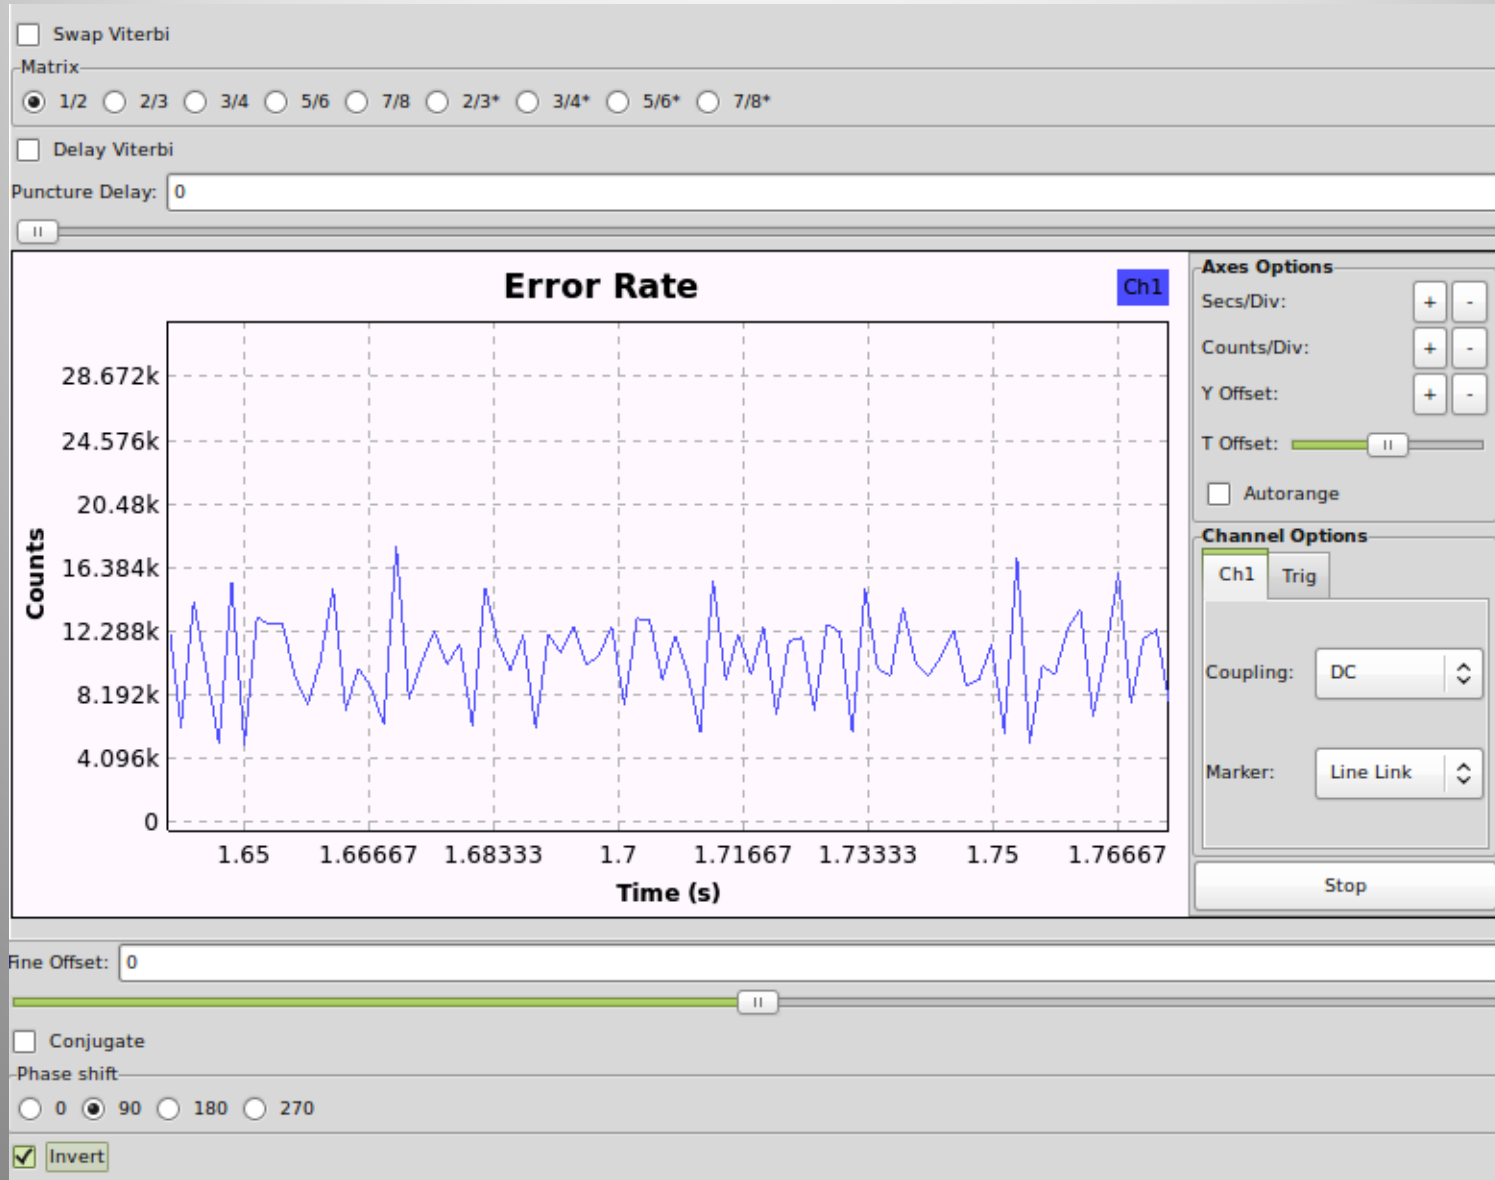 Swap Viterbi
Matrix
1/2 2/3 3/4 5/6 7/8 2/3* 3/4* 5/6* 7/8*
Delay Viterbi
Puncture Delay: 0
Error Rate
Ch1
28.672k
24.576k
20.48k
16.384k
12.288k
8.192k
4.096k
0
Counts
1.65 1.66667 1.68333 1.7 1.71667 1.73333 1.75 1.76667
Time (s)
Axes Options
Secs/Div: + -
Counts/Div: + -
Y Offset: + -
T Offset:
Autorange
Channel Options
Ch1 Trig
Coupling: DC
Marker: Line Link
Stop
Fine Offset: 0
Conjugate
Phase shift
0 90 180 270
Invert